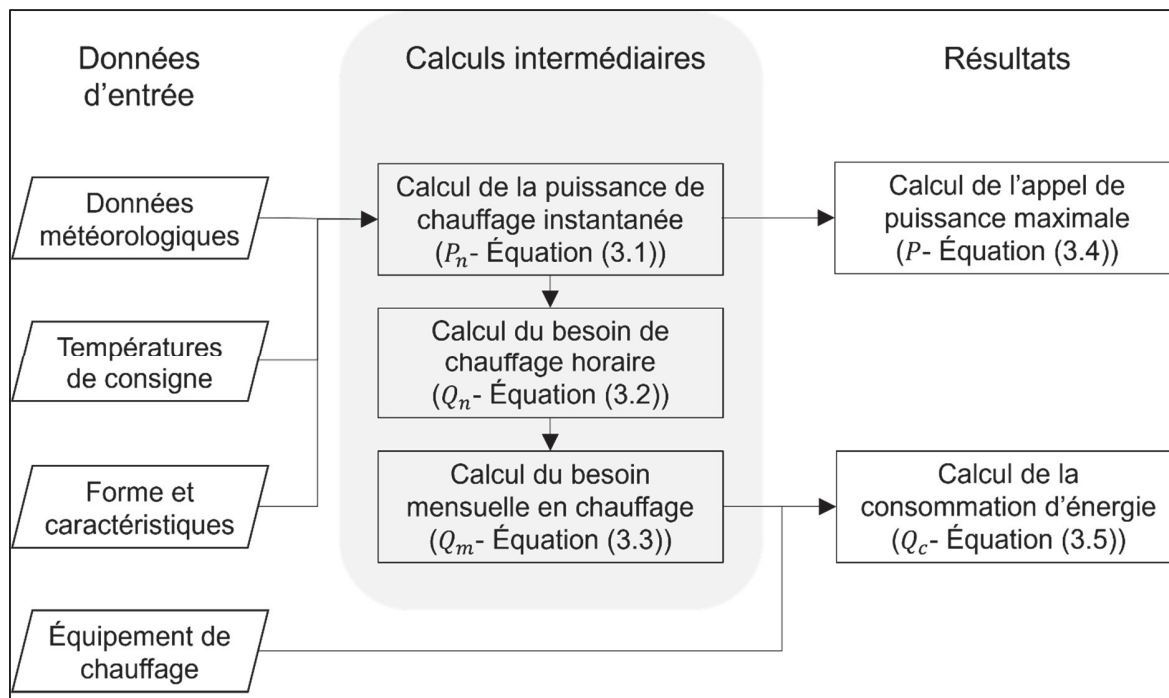 Données
d'entrée
Calculs intermédiaires
Résultats
Données
météorologiques
Calcul de la puissance de
chauffage instantanée
(Pₙ- Équation (3.1))
Calcul de l'appel de
puissance maximale
(P- Équation (3.4))
Températures
de consigne
Calcul du besoin de
chauffage horaire
(Qₙ- Équation (3.2))
Forme et
caractéristiques
Calcul du besoin
mensuelle en chauffage
(Qₘ- Équation (3.3))
Calcul de la
consommation d'énergie
(Q꜀- Équation (3.5))
Équipement de
chauffage